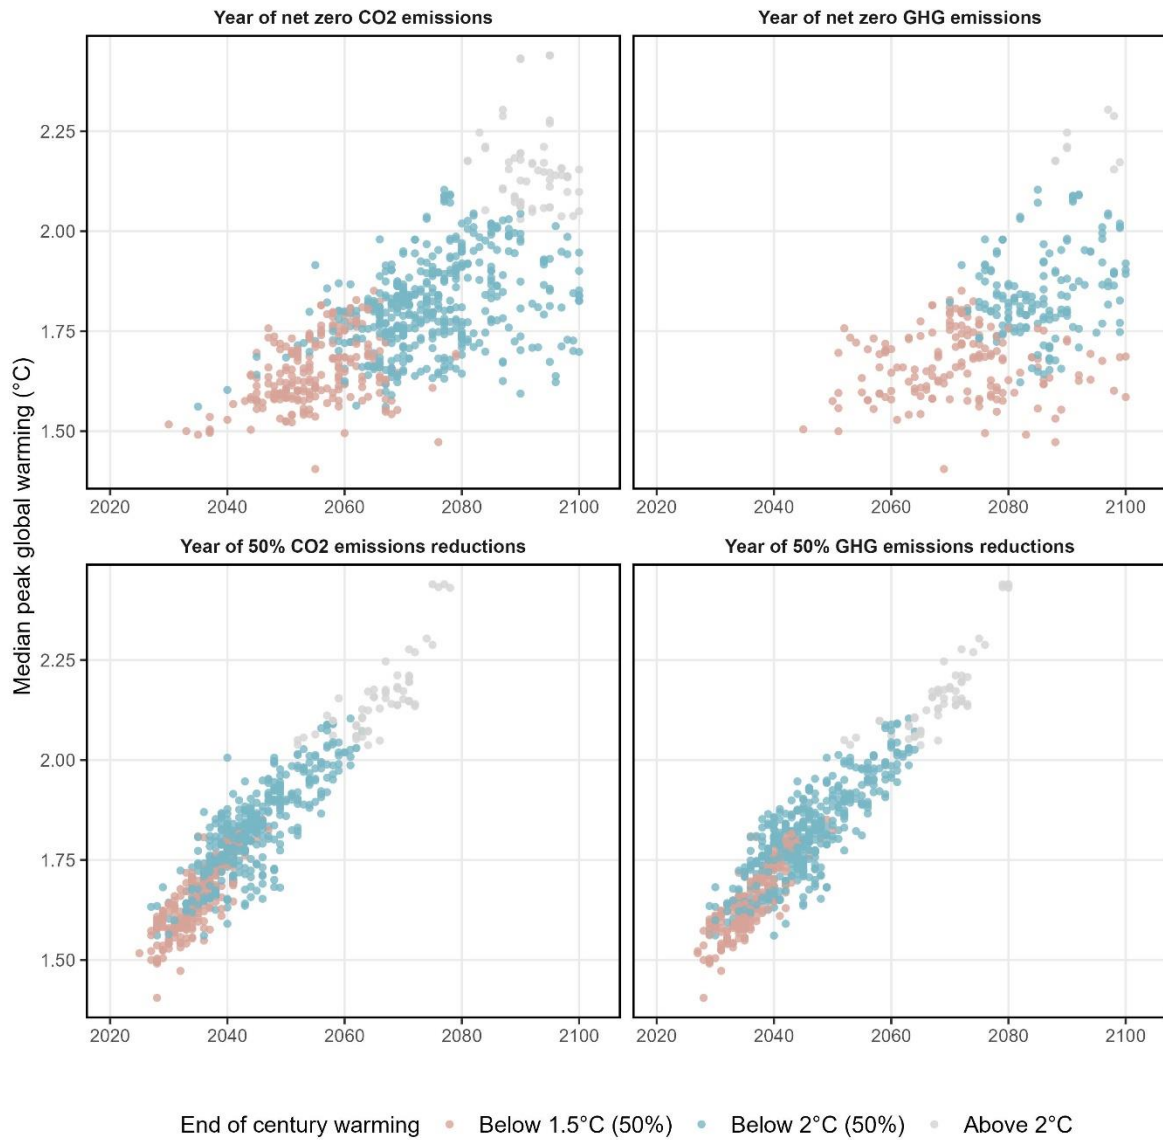 Year of net zero CO2 emissions
Year of net zero GHG emissions
Median peak global warming (°C)
2.25
2.00
1.75
1.50
2020 2040 2060 2080 2100
2020 2040 2060 2080 2100
Year of 50% CO2 emissions reductions
Year of 50% GHG emissions reductions
2.25
2.00
1.75
1.50
2020 2040 2060 2080 2100
2020 2040 2060 2080 2100
End of century warming Below 1.5°C (50%) Below 2°C (50%) Above 2°C